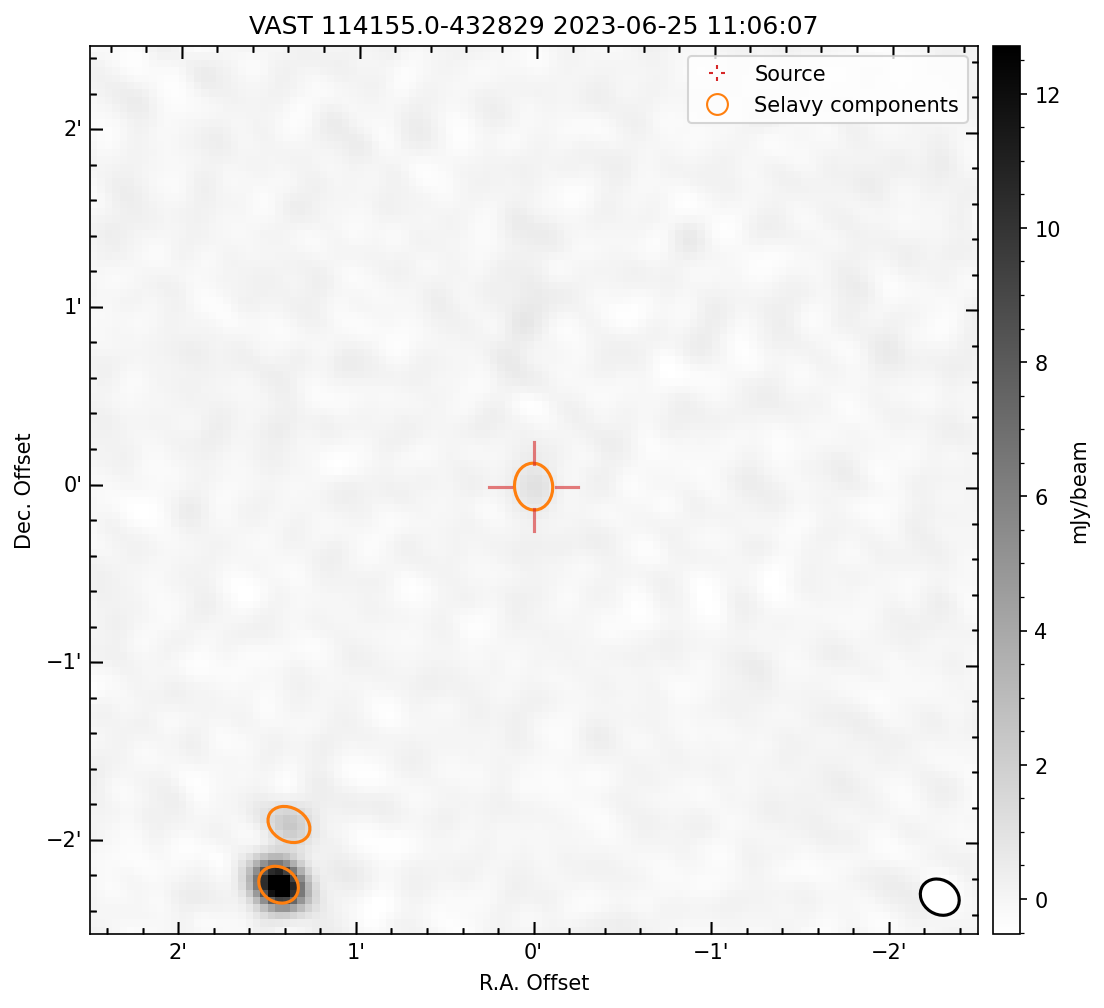 VAST 114155.0-432829 2023-06-25 11:06:07
Source
Selavy components
2'
1'
0'
−1'
−2'
Dec. Offset
2'
1'
0'
−1'
−2'
R.A. Offset
12
10
8
6
4
2
0
mJy/beam